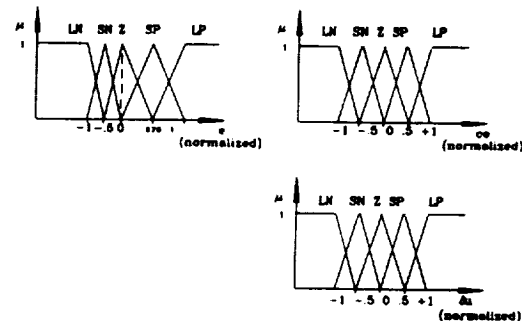 μ LN SN Z SP LP
1
-1 -.5 0 1 e
(normalized)
μ LN SN Z SP LP
1
-1 -.5 0 .5 +1 ce
(normalized)
LN SN Z SP LP
1
-1 -.5 0 .5 +1 Δu
(normalized)